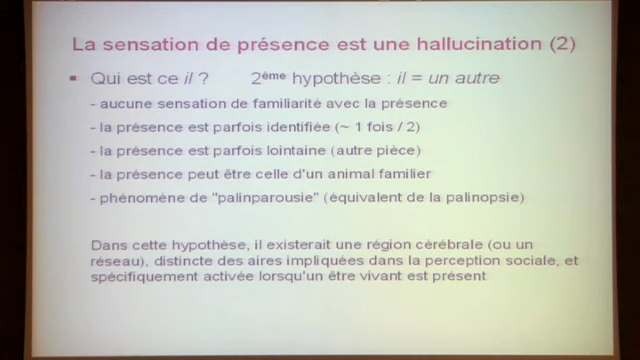 La sensation de présence est une hallucination (2)
Qui est ce il ? 2ème hypothèse : il = un autre
- aucune sensation de familiarité avec la présence
- la présence est parfois identifiée (~ 1 fois / 2)
- la présence est parfois lointaine (autre pièce)
- la présence peut être celle d'un animal familier
- phénomène de "palinparousie" (équivalent de la palinopsie)
Dans cette hypothèse, il existerait une région cérébrale (ou un
réseau), distincte des aires impliquées dans la perception sociale, et
spécifiquement activée lorsqu'un être vivant est présent